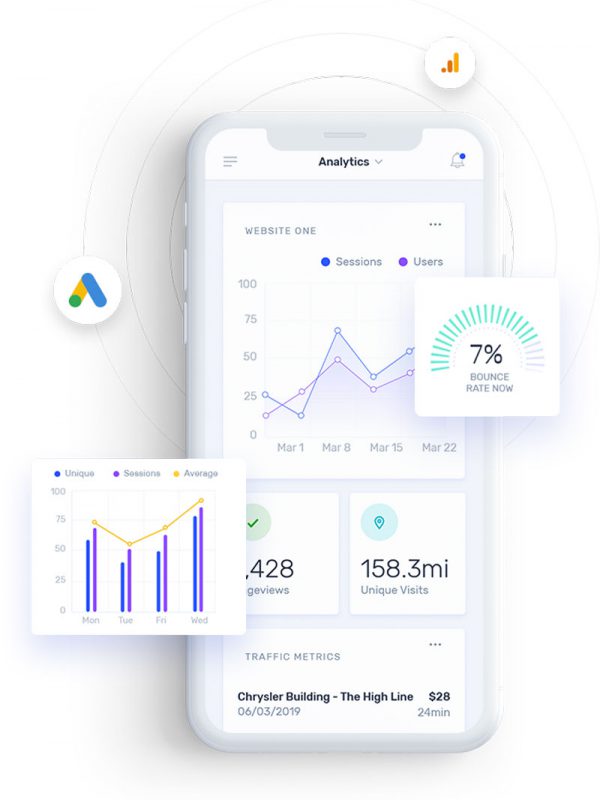 Analytics
WEBSITE ONE
Sessions Users
100
75
50
25
0
Mar 1 Mar 8 Mar 15 Mar 22
7%
BOUNCE
RATE NOW
Unique Sessions Average
100
75
50
25
0
Mon Tue Fri Wed
,428
geviews
158.3mi
Unique Visits
TRAFFIC METRICS
Chrysler Building - The High Line $28
06/03/2019 24min